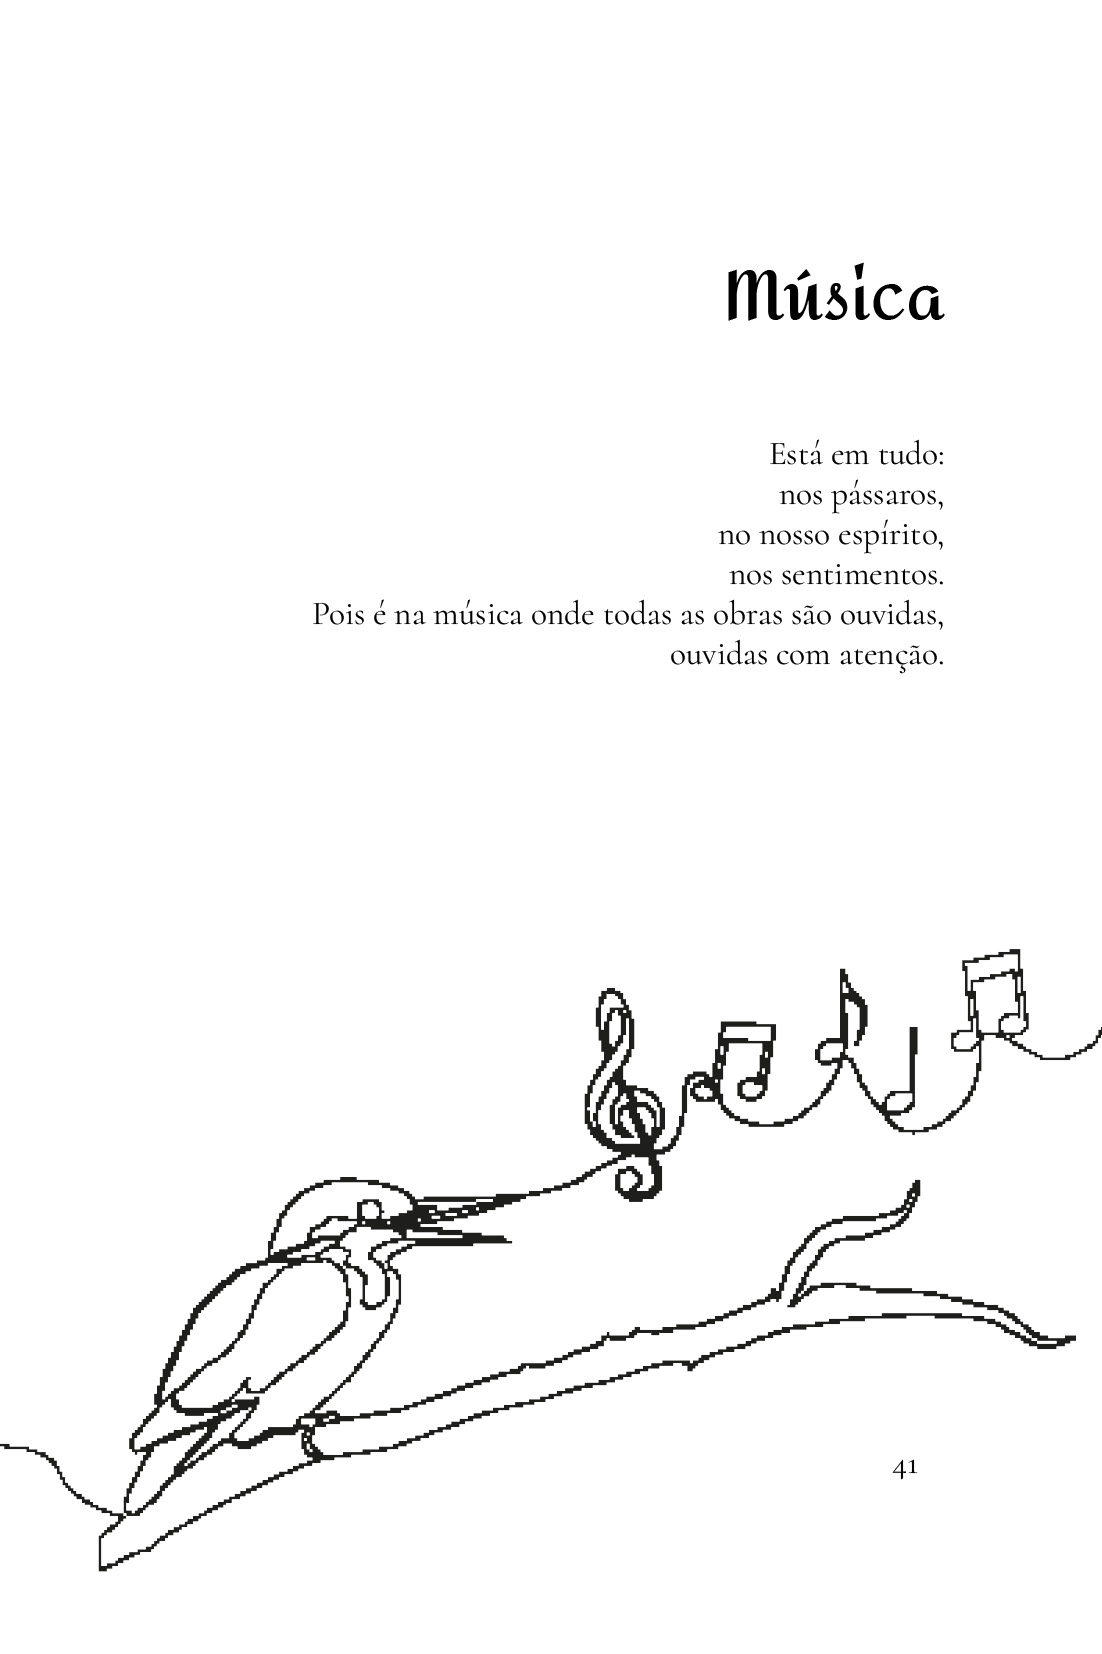 Música
Está em tudo:
nos pássaros,
no nosso espírito,
nos sentimentos.
Pois é na música onde todas as obras são ouvidas,
ouvidas com atenção.
41